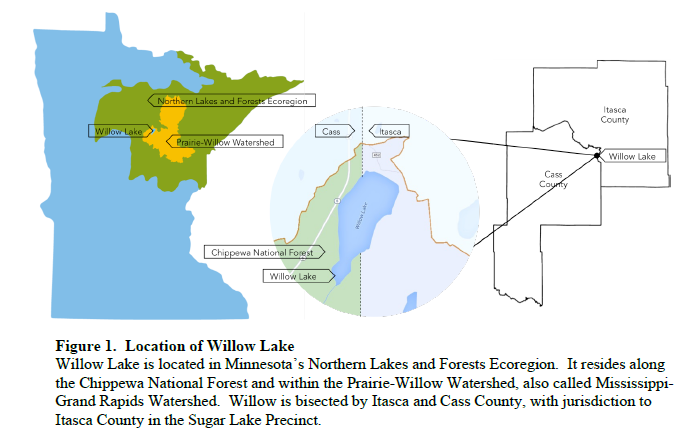 Northern Lakes and Forests Ecoregion
Willow Lake
Prairie-Willow Watershed
Cass
Itasca
Willow Lake
Chippewa National Forest
Willow Lake
Itasca
County
Willow Lake
Cass
County
Figure 1. Location of Willow Lake
Willow Lake is located in Minnesota's Northern Lakes and Forests Ecoregion. It resides along
the Chippewa National Forest and within the Prairie-Willow Watershed, also called Mississippi-
Grand Rapids Watershed. Willow is bisected by Itasca and Cass County, with jurisdiction to
Itasca County in the Sugar Lake Precinct.